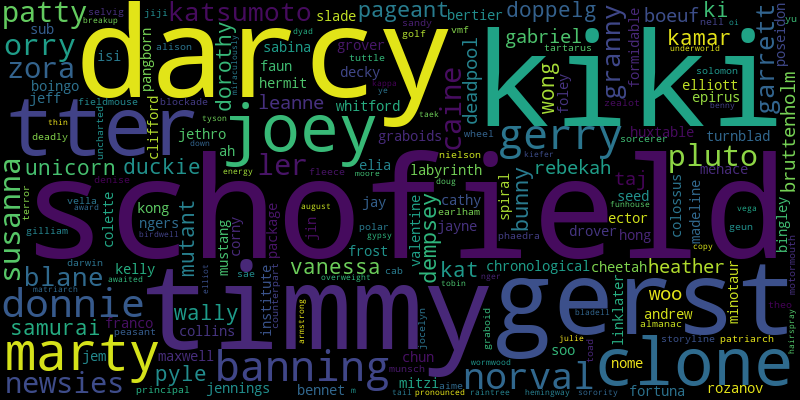 patty jiji katsumoto slade pageant doppelg boeuf ki selvig
breakup sub darcy bertier sandy nell oi yu
orry pangborn alison dorothy sabina grover golf vmf gabriel kamar poseidon
zora isi miraculously faun dyad tuttle deadpool kiki wong granny formidable underworld garrett tartarus
boingo hermit decky caine foley elliott solomon
jeff fieldmouse blockade leanne whitford epirus
tter uncharted clifford tyson joey taek wheel gerry zealot benny
deadly thin jethro down kappa graboids huxtable sorcerer turnblad
ah ye nielson kiefer pluto bruttenholm
unicorn duckie ler elia labyrinth rebekah menace
susanna denise energy fleece moore doug bunny taj colossus
terror schofield jay cathy spiral seed madeline vega
vella award colette kong august valentine earlham ector funhouse
gilliam ngers mustang corny package jin polar gypsy dempsey jayne phaedra drover hong geun bingley
birdwell mutant frost copy
darwin kelly sae institute vanessa cab kat chronological cheetah heather minotaur motormouth
blane awaited elliot counterpart overweight tobin nger woo theo
donnie matriarch timmy gerst linklater andrew
samurai franco wally armstrong jocelyn graboid bladell almanac hairspray
peasant collins julie storyline patriarch
marty jem maxwell banning chun munsch soo toad clone
pyle mitzi wormwood norval nome
newsies principal jennings bennet m aime raintree fortuna rozanov
tail pronounced hemingway sorority